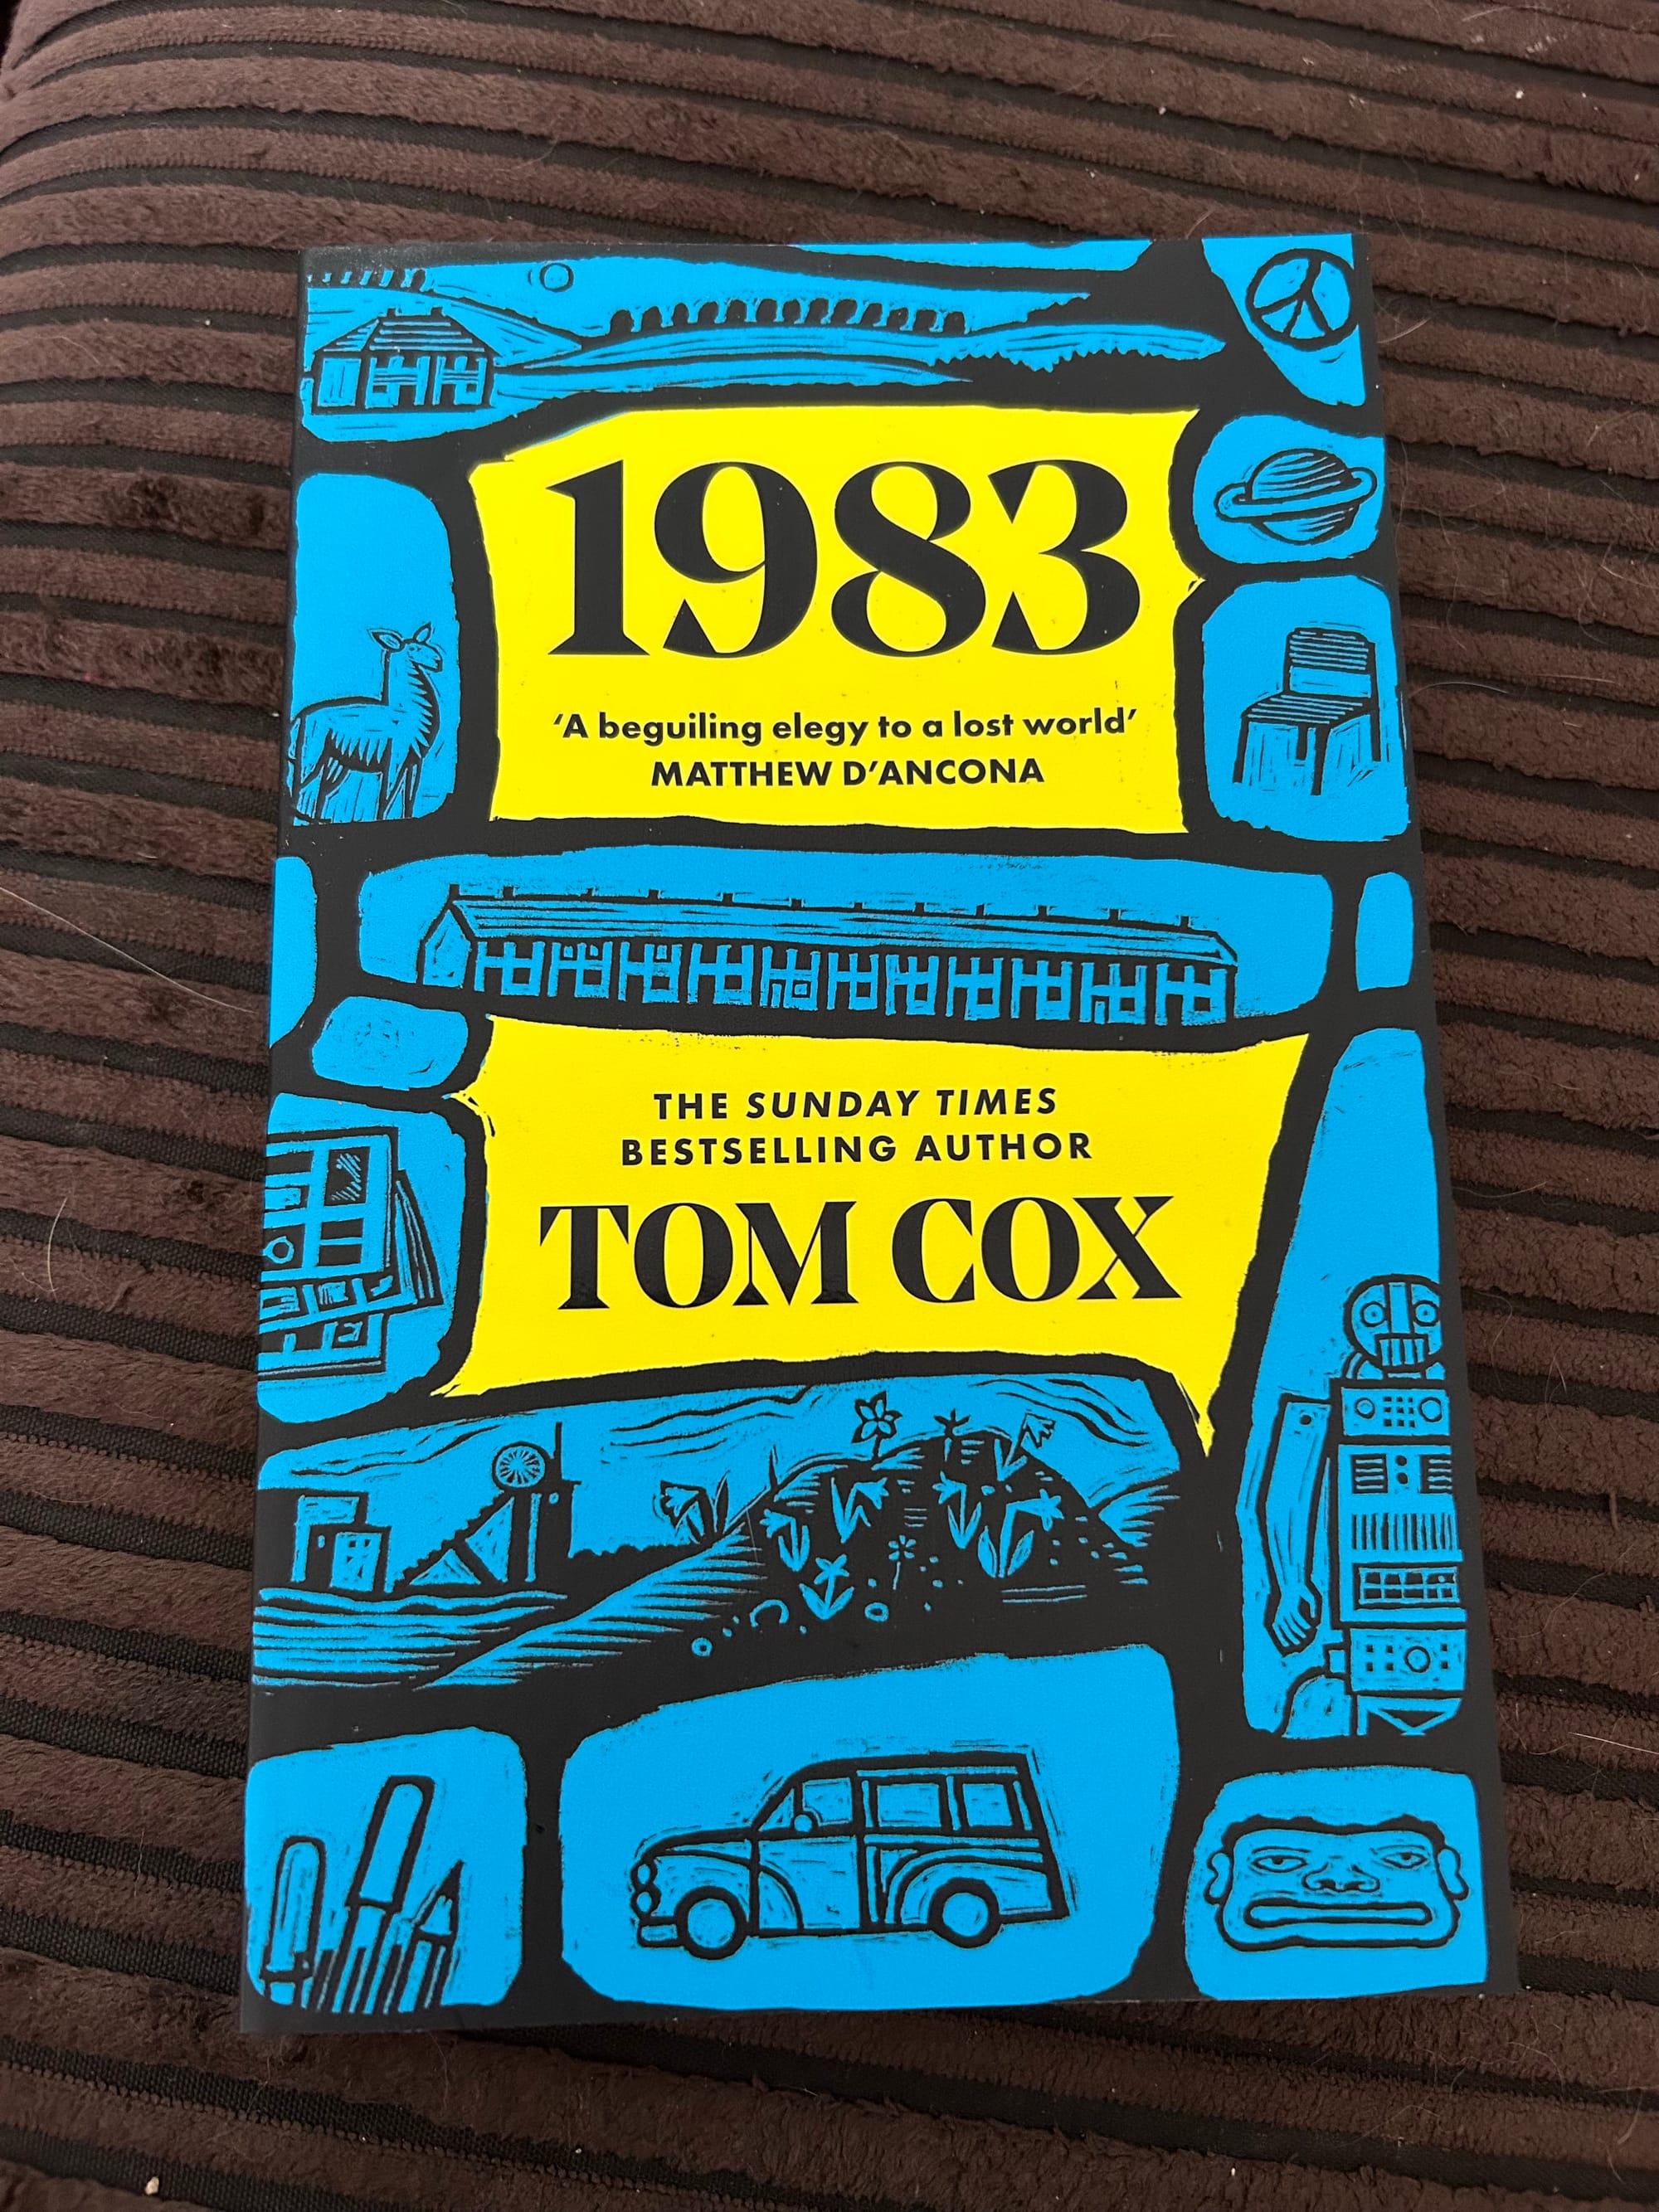 1983
‘A beguiling elegy to a lost world’
MATTHEW D’ANCONA
THE SUNDAY TIMES
BESTSELLING AUTHOR
TOM COX